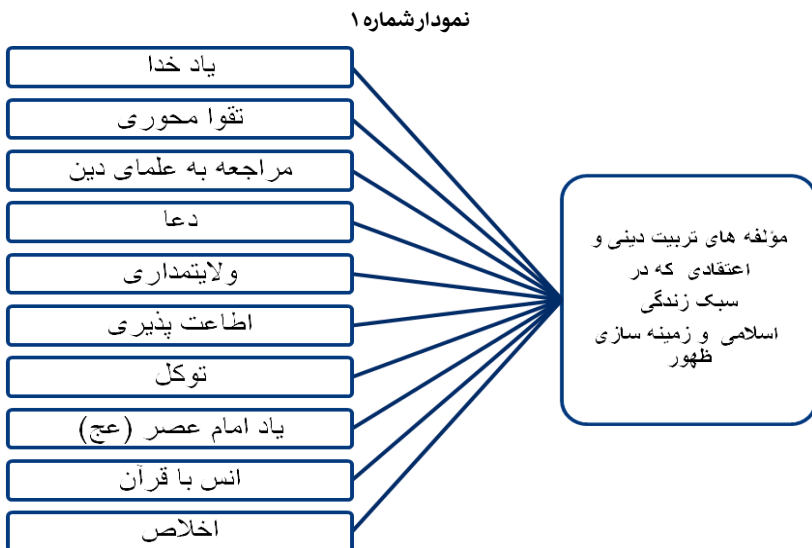 نمودارشماره ۱
یاد خدا
تقوا محوری
مراجعه به علمای دین
دعا
ولایتمداری
اطاعت پذیری
توکل
یاد امام عصر (عج)
انس با قرآن
اخلاص
مؤلفه های تربیت دینی و
اعتقادی که در
سبک زندگی
اسلامی و زمینه سازی
ظهور